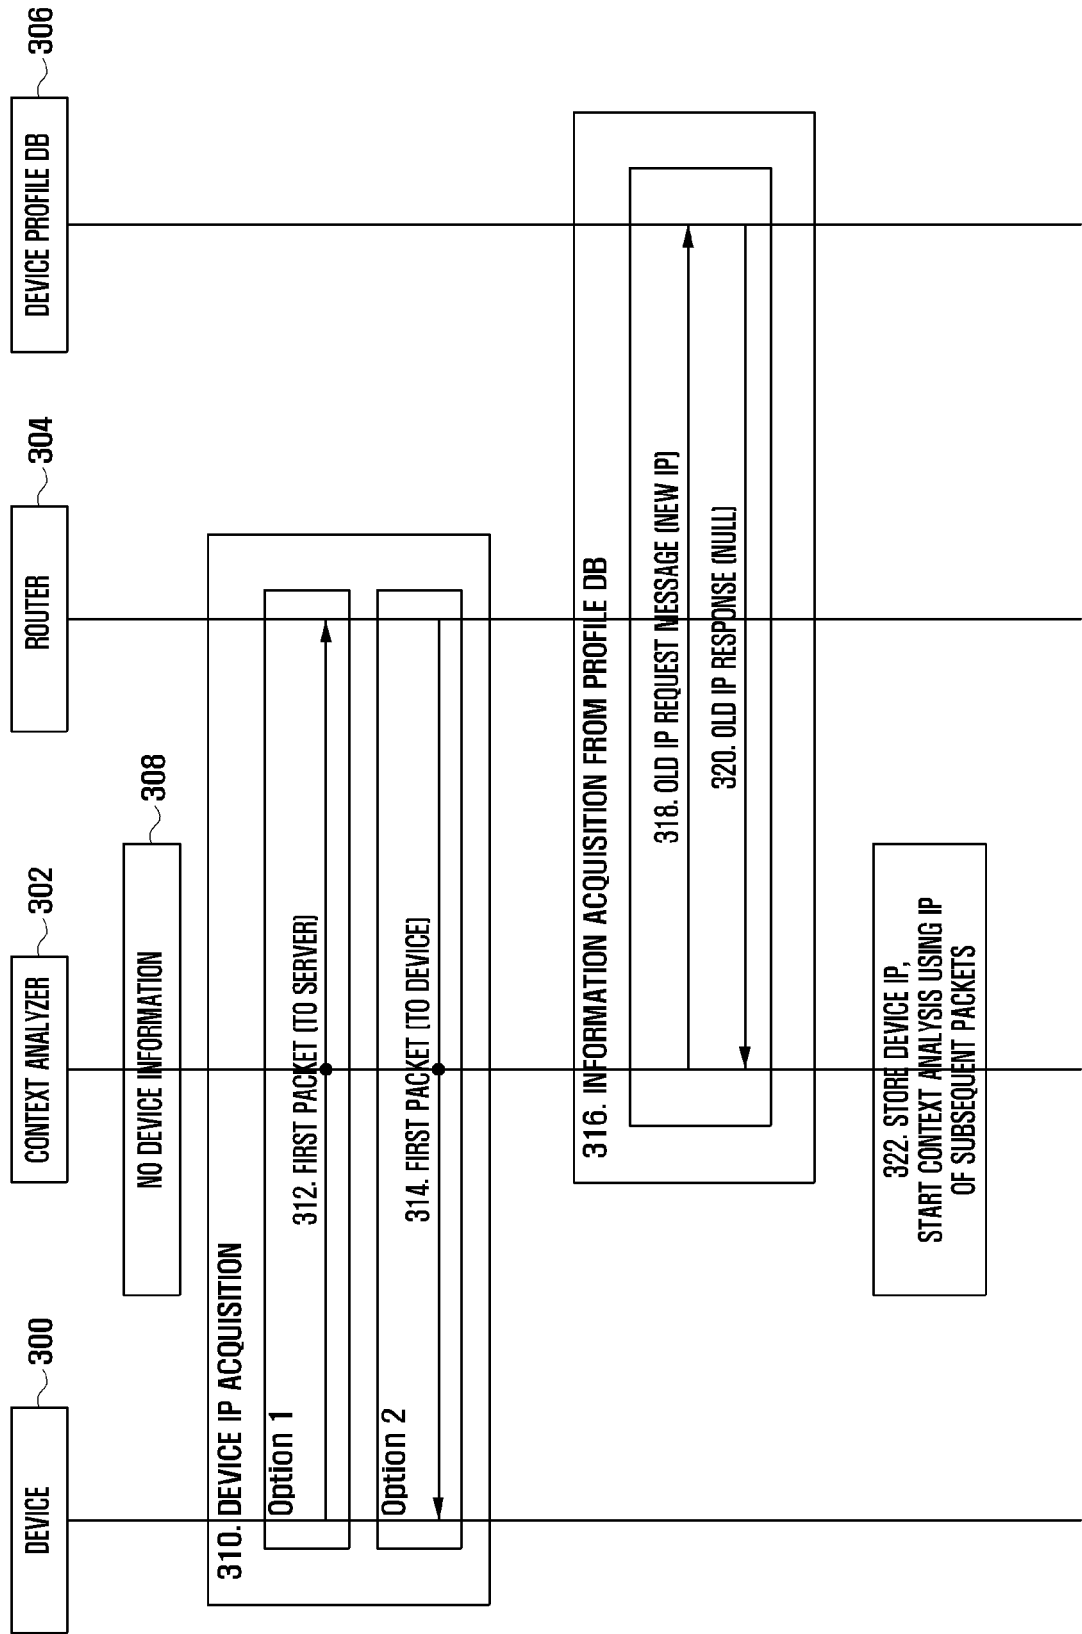 DEVICE
300
CONTEXT ANALYZER
302
ROUTER
304
DEVICE PROFILE DB
306
NO DEVICE INFORMATION
308
310. DEVICE IP ACQUISITION
Option 1
312. FIRST PACKET (TO SERVER)
Option 2
314. FIRST PACKET (TO DEVICE)
316. INFORMATION ACQUISITION FROM PROFILE DB
318. OLD IP REQUEST MESSAGE (NEW IP)
320. OLD IP RESPONSE (NULL)
322. STORE DEVICE IP,
START CONTEXT ANALYSIS USING IP
OF SUBSEQUENT PACKETS